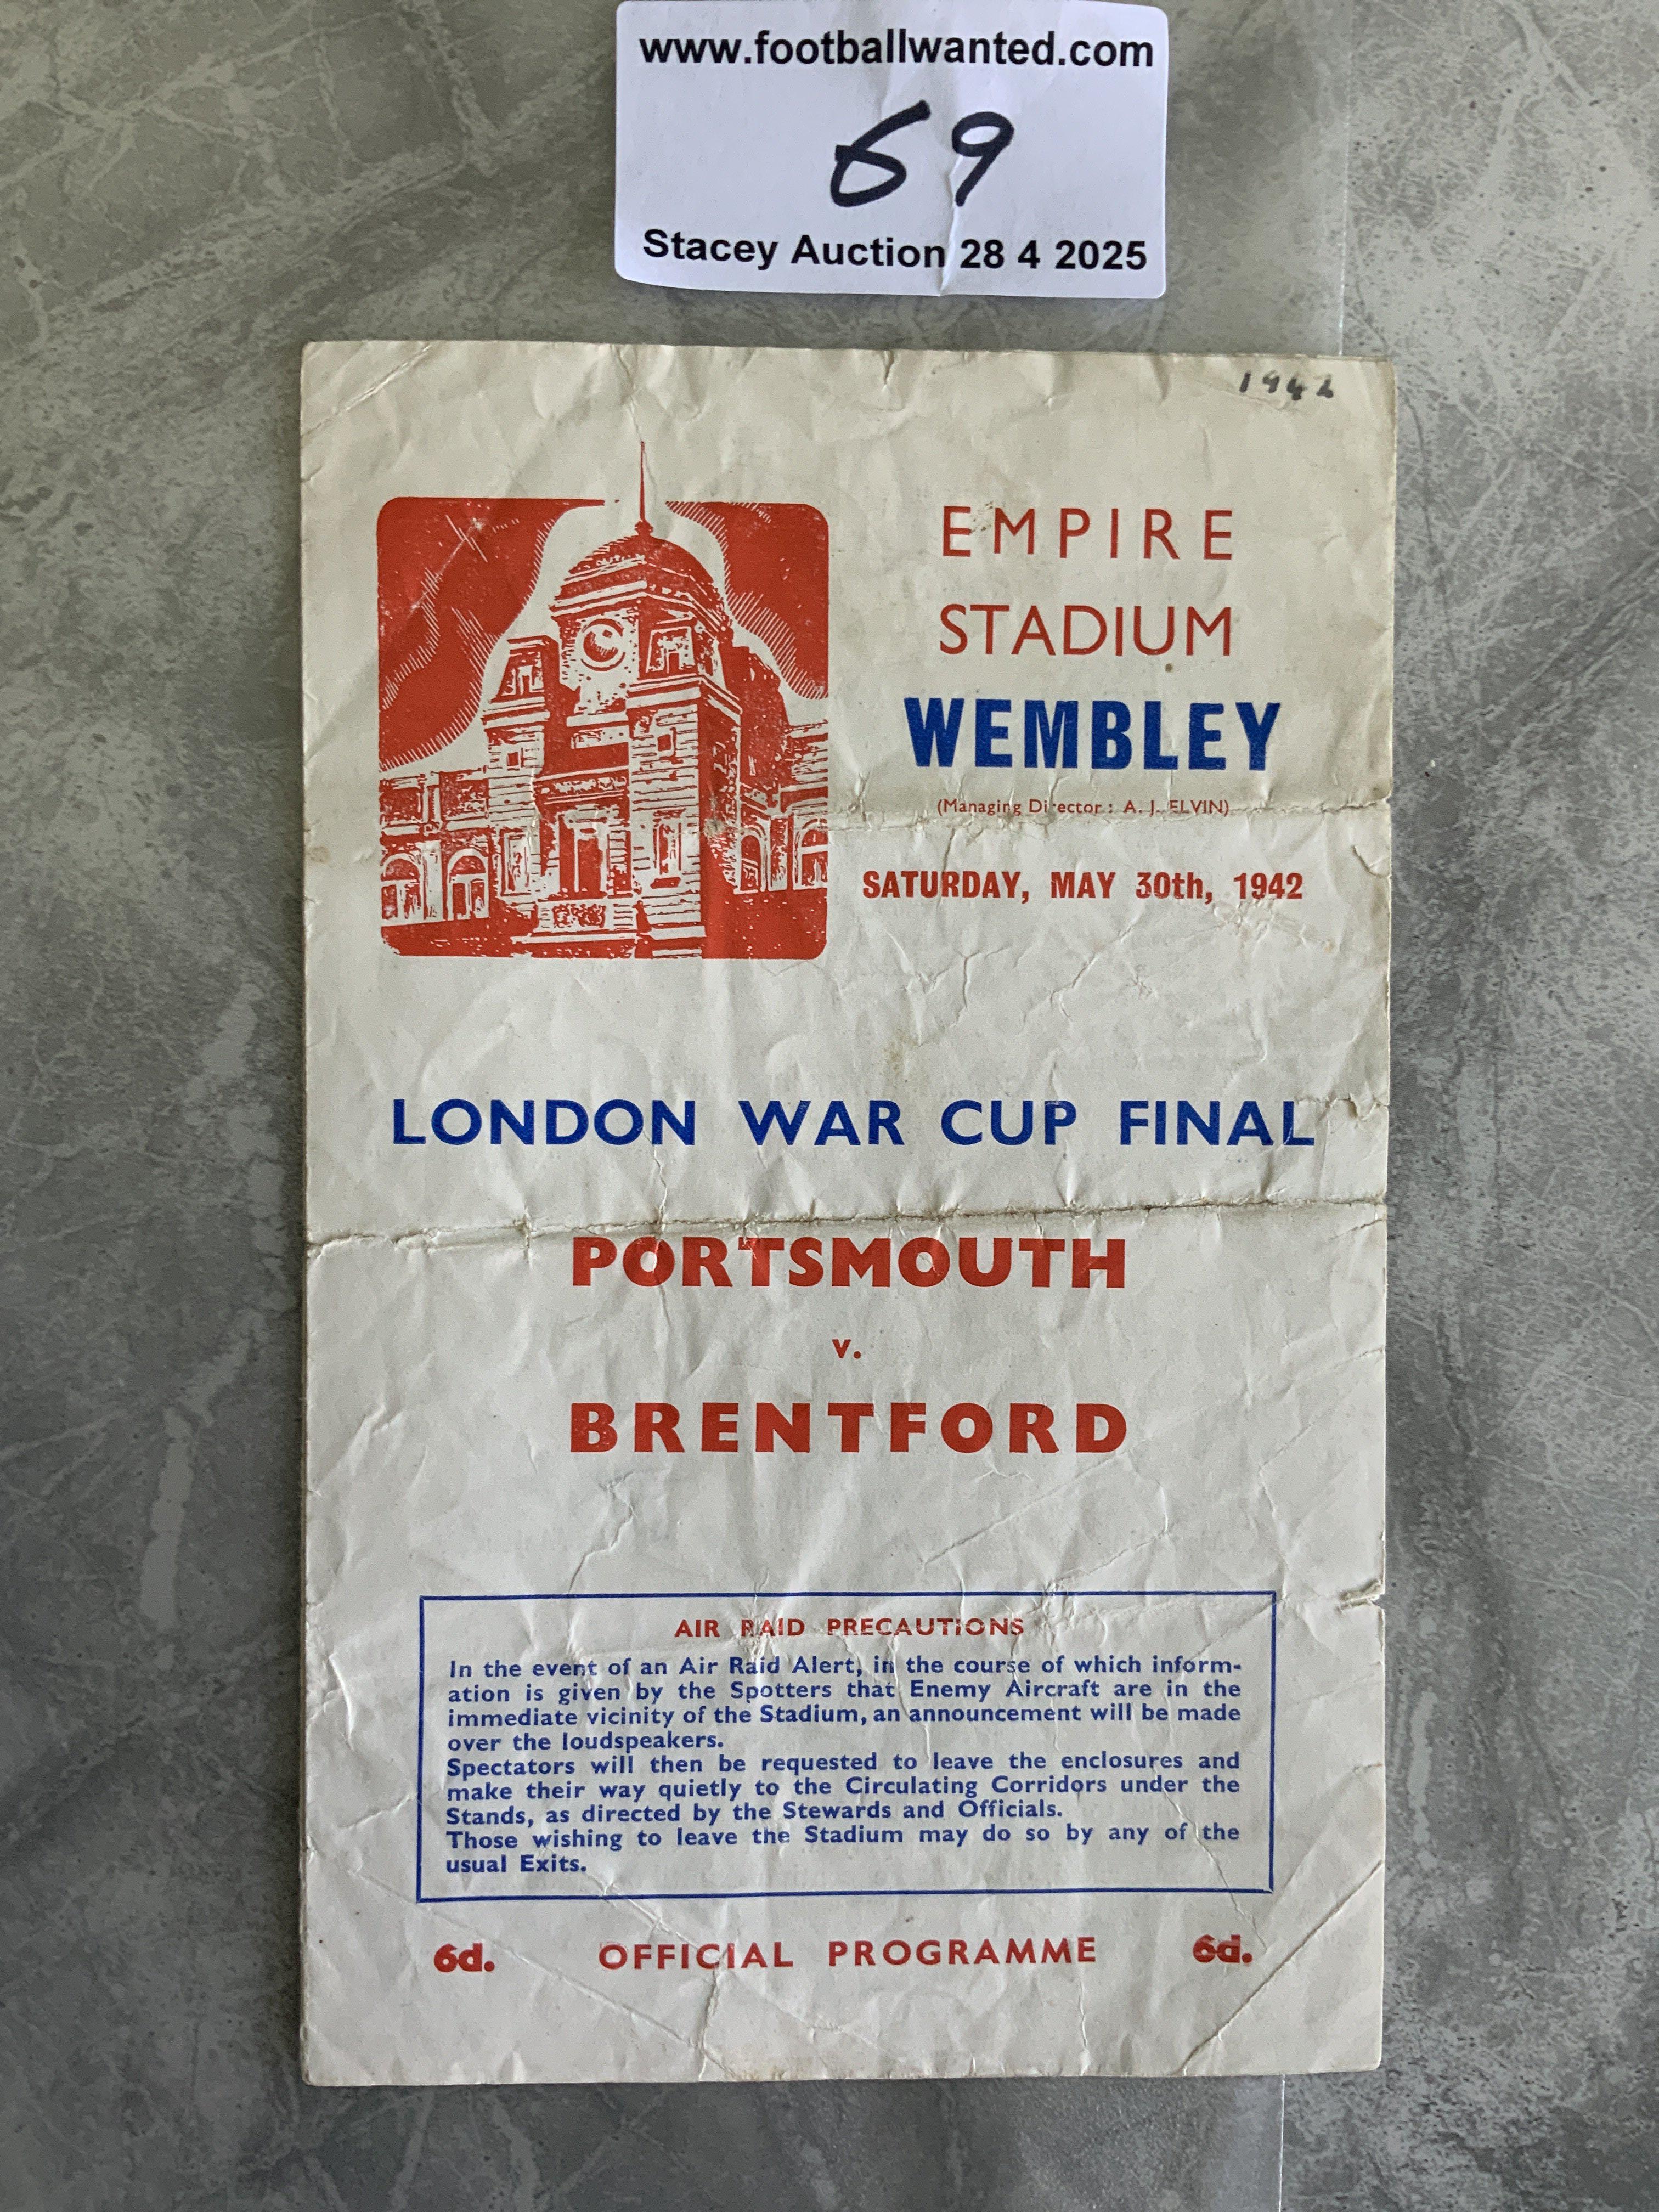 www.footballwanted.com
69
Stacey Auction 28 4 2025
1942
EMPIRE
STADIUM
WEMBLEY
(Managing Director : A. J. ELVIN)
SATURDAY, MAY 30th, 1942
LONDON WAR CUP FINAL
PORTSMOUTH
v.
BRENTFORD
AIR RAID PRECAUTIONS
In the event of an Air Raid Alert, in the course of which inform-
ation is given by the Spotters that Enemy Aircraft are in the
immediate vicinity of the Stadium, an announcement will be made
over the loudspeakers.
Spectators will then be requested to leave the enclosures and
make their way quietly to the Circulating Corridors under the
Stands, as directed by the Stewards and Officials.
Those wishing to leave the Stadium may do so by any of the
usual Exits.
6d. OFFICIAL PROGRAMME 6d.